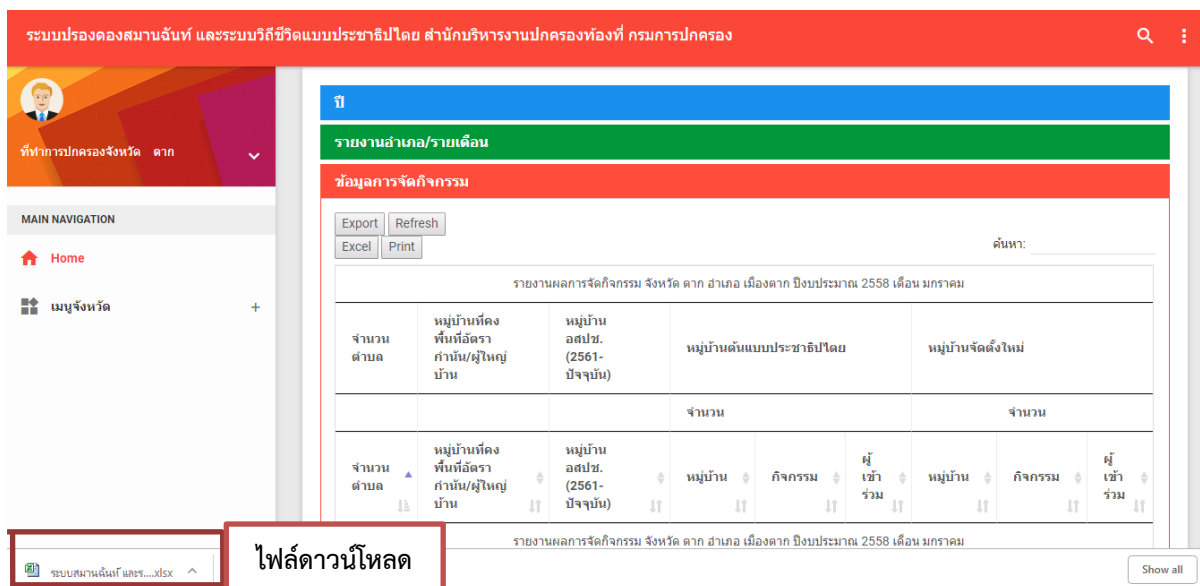 ระบบปรองดองสมานฉันท์ และระบบวิถีชีวิตแบบประชาธิปไตย สำนักบริหารงานปกครองท้องที่ กรมการปกครอง
ที่ทำการปกครองจังหวัด ตาก
MAIN NAVIGATION
Home
เมนูจังหวัด +
ปี
รายงานอำเภอ/รายเดือน
ข้อมูลการจัดกิจกรรม
Export Refresh
Excel Print
ค้นหา:
รายงานผลการจัดกิจกรรม จังหวัด ตาก อำเภอ เมืองตาก ปีงบประมาณ 2558 เดือน มกราคม
จำนวน
ตำบล
หมู่บ้านที่คง
พื้นที่อัตรา
กำนัน/ผู้ใหญ่
บ้าน
หมู่บ้าน
อสปช.
(2561-
ปัจจุบัน)
หมู่บ้านต้นแบบประชาธิปไตย
หมู่บ้านจัดตั้งใหม่
จำนวน จำนวน
จำนวน
ตำบล
หมู่บ้านที่คง
พื้นที่อัตรา
กำนัน/ผู้ใหญ่
บ้าน
หมู่บ้าน
อสปช.
(2561-
ปัจจุบัน)
หมู่บ้าน
กิจกรรม
ผู้
เข้า
ร่วม
หมู่บ้าน
กิจกรรม
ผู้
เข้า
ร่วม
รายงานผลการจัดกิจกรรม จังหวัด ตาก อำเภอ เมืองตาก ปีงบประมาณ 2558 เดือน มกราคม
ระบบสมานฉันท์ และร....xlsx
ไฟล์ดาวน์โหลด
Show all